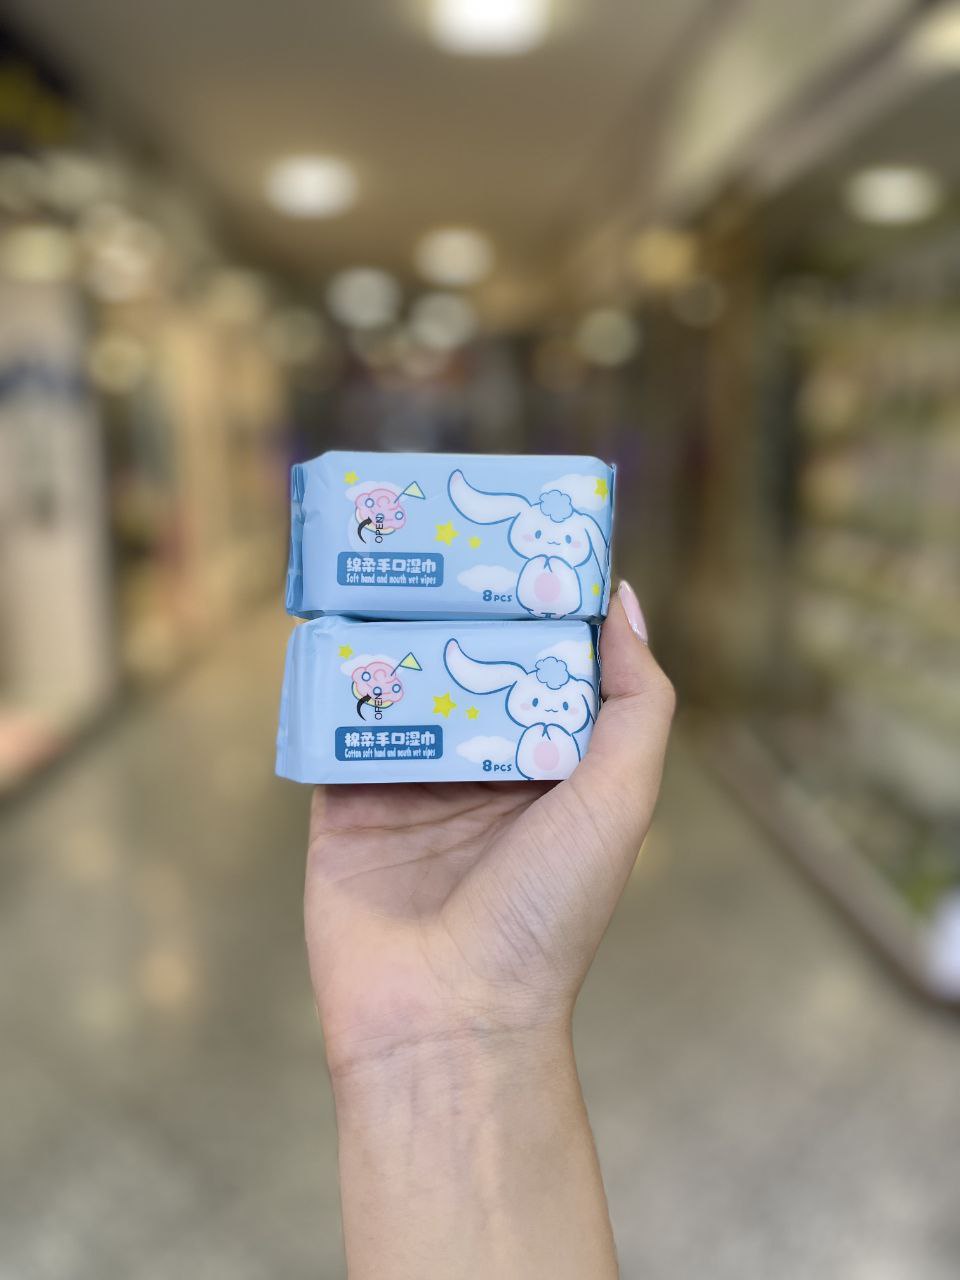 OPEN
绵柔手口湿巾
Soft hand and mouth wet wipes
8PCS
OPEN
棉柔手口湿巾
Cotton soft hand and mouth wet wipes
8PCS